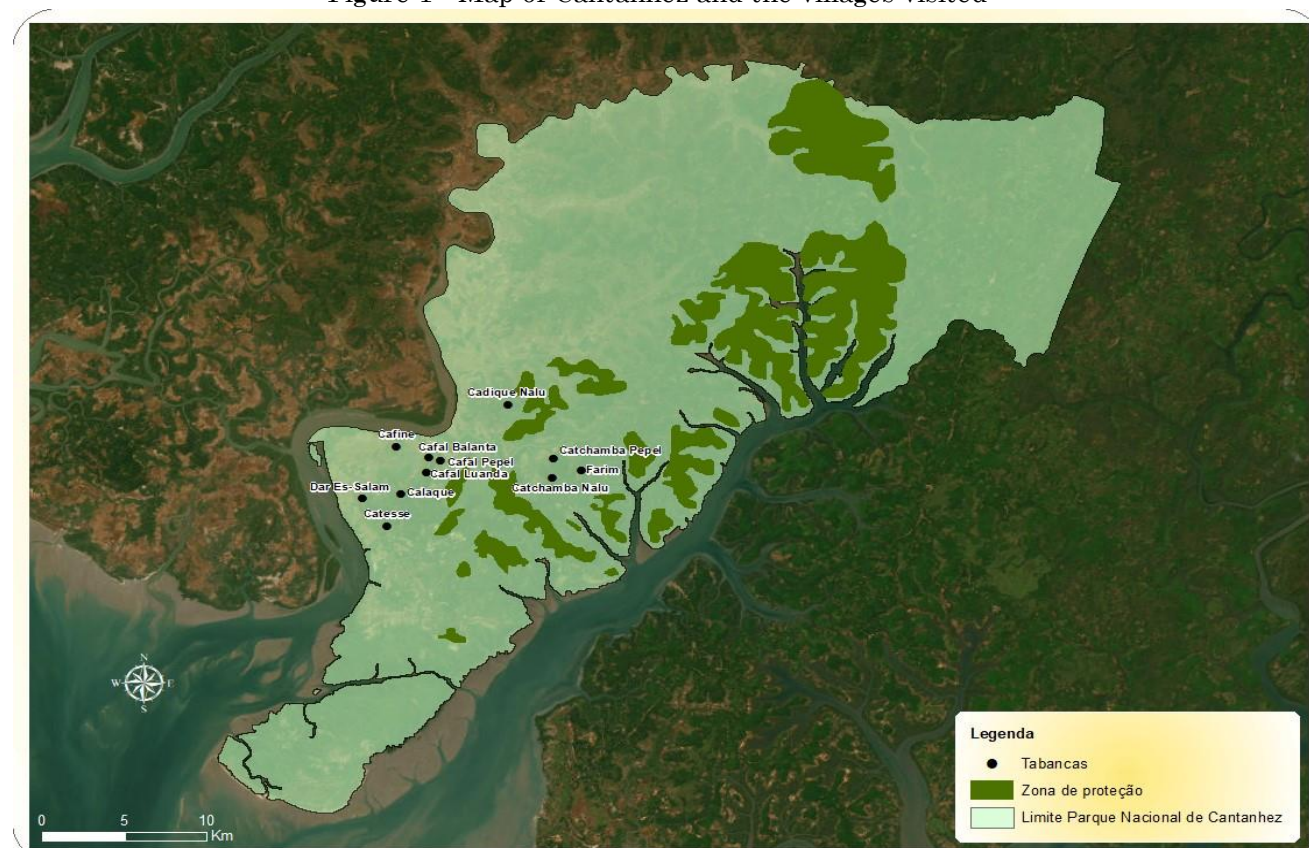 Figure 1 - Map of Cantanhez and the villages visited
Cadique Nalu
Cafine
Cafal Balanta
Cafal Pepel
Cafal Luanda
Catchamba Pepel
Farim
Catchamba Nalu
Dar Es-Salam
Calaque
Catesse
N
W
E
S
0 5 10
Km
Legenda
Tabancas
Zona de proteção
Limite Parque Nacional de Cantanhez